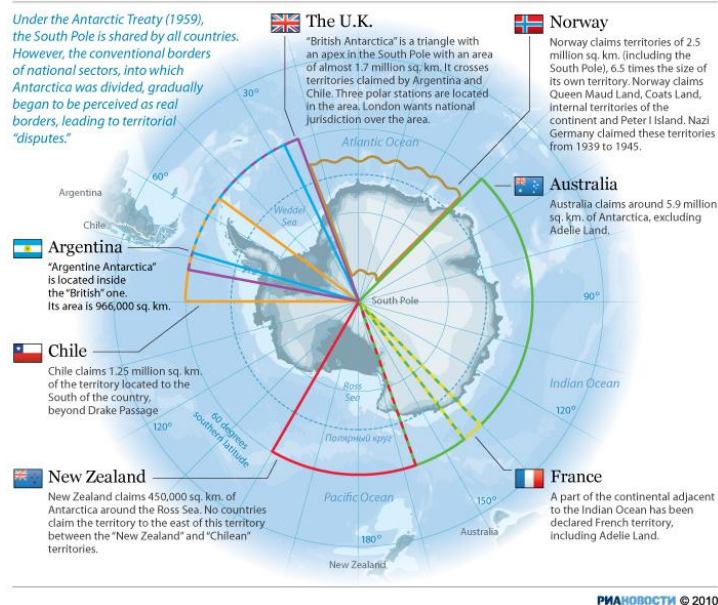 Under the Antarctic Treaty (1959),
the South Pole is shared by all countries.
However, the conventional borders
of national sectors, into which
Antarctica was divided, gradually
began to be perceived as real
borders, leading to territorial
"disputes."
The U.K.
"British Antarctica" is a triangle with
an apex in the South Pole with an area
of almost 1.7 million sq. km. It crosses
territories claimed by Argentina and
Chile. Three polar stations are located
in the area. London wants national
jurisdiction over the area.
Norway
Norway claims territories of 2.5
million sq. km. (including the
South Pole), 6.5 times the size of
its own territory. Norway claims
Queen Maud Land, Coats Land,
internal territories of the
continent and Peter I Island. Nazi
Germany claimed these territories
from 1939 to 1945.
30°
Atlantic Ocean
60°
Weddel
Sea
Argentina
Chile
Australia
Australia claims around 5.9 million
sq. km. of Antarctica, excluding
Adelie Land.
Argentina
"Argentine Antarctica"
is located inside
the "British" one.
Its area is 966,000 sq. km.
South Pole
90°
Chile
Chile claims 1.25 million sq. km.
of the territory located to the
South of the country,
beyond Drake Passage
Ross
Sea
Indian Ocean
120°
120°
60 degrees
southern latitude
Полярный круг
New Zealand
New Zealand claims 450,000 sq. km. of
Antarctica around the Ross Sea. No countries
claim the territory to the east of this territory
between the "New Zealand" and "Chilean"
territories.
Pacific Ocean
150°
180°
Australia
New Zealand
France
A part of the continental adjacent
to the Indian Ocean has been
declared French territory,
including Adelie Land.
РИАНОВОСТИ © 2010